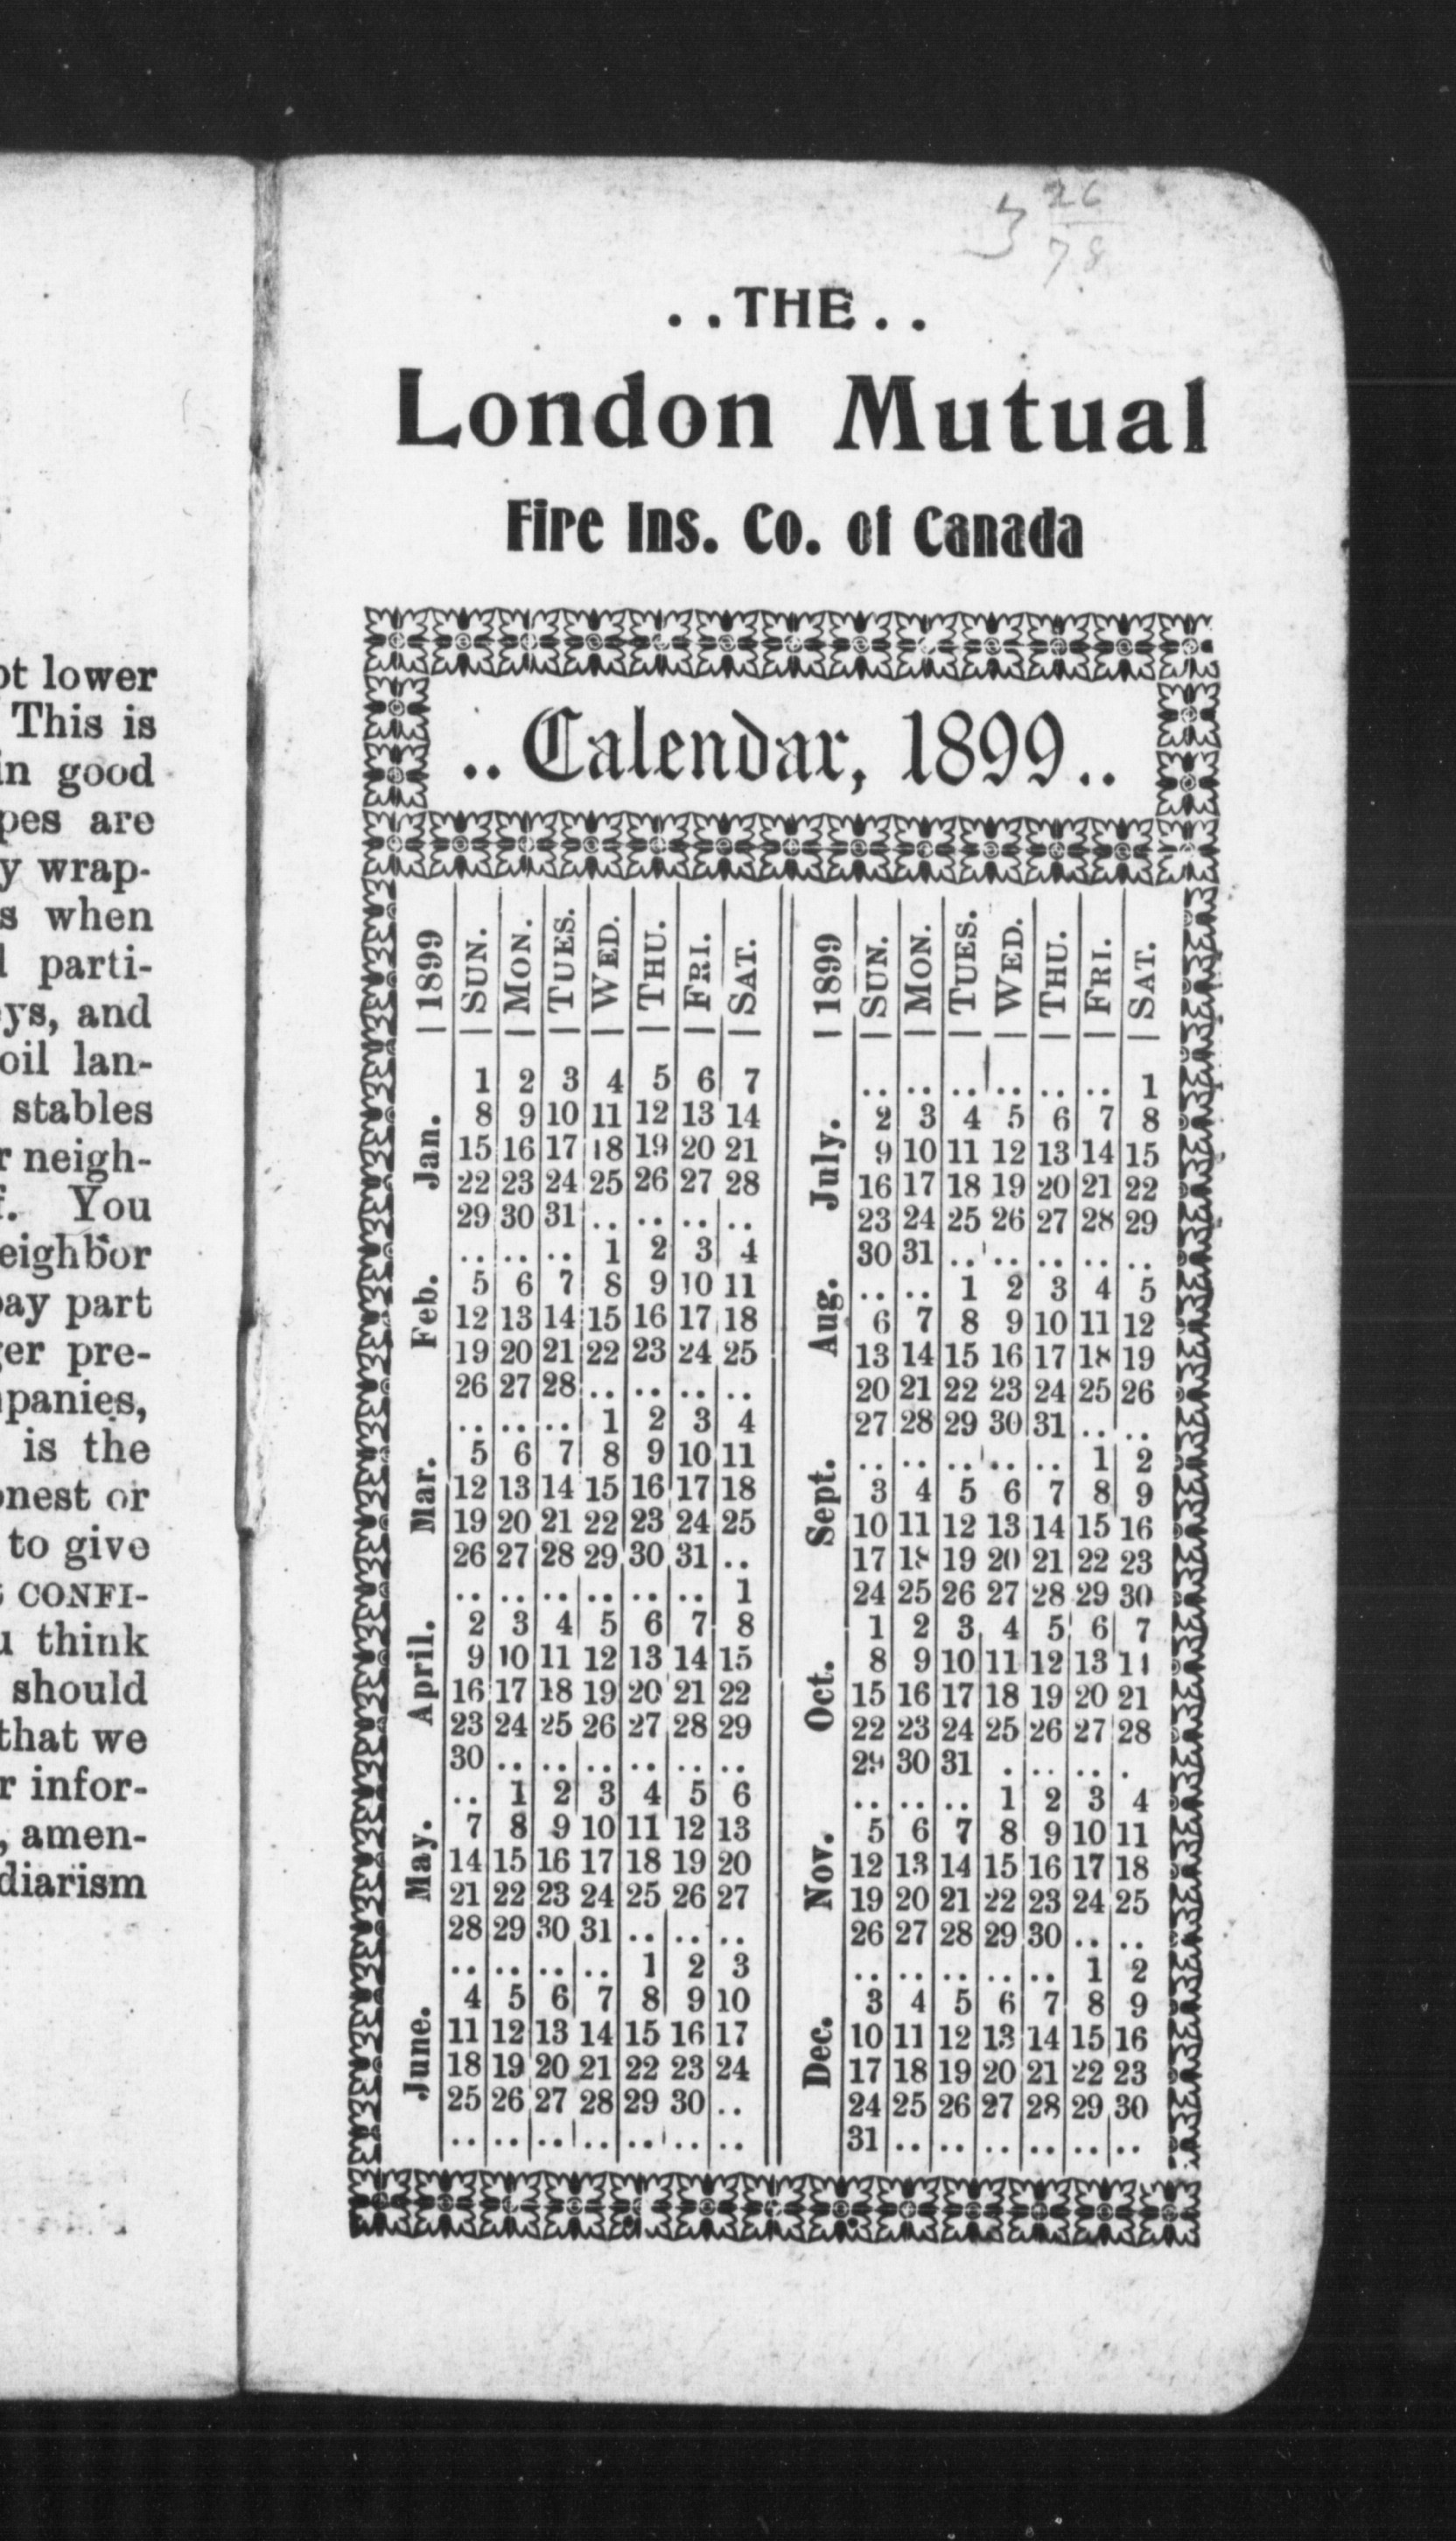 ot lower
This is
in good
pes are
y wrap-
s when
parti-
ys, and
oil lan-
stables
r neigh-
f. You
eighbor
pay part
ger pre-
panies,
is the
onest or
to give
CONFI-
u think
should
that we
r infor-
, amen-
diarism
26
3
78
. . THE . .
London Mutual
Fire Ins. Co. of Canada
.. Calendar, 1899 ..
1899 SUN. MON. TUES. WED. THU. FRI. SAT.
Jan.
1 2 3 4 5 6 7
8 9 10 11 12 13 14
15 16 17 18 19 20 21
22 23 24 25 26 27 28
29 30 31 .. .. .. ..
Feb.
.. .. .. 1 2 3 4
5 6 7 8 9 10 11
12 13 14 15 16 17 18
19 20 21 22 23 24 25
26 27 28 .. .. .. ..
Mar.
.. .. .. 1 2 3 4
5 6 7 8 9 10 11
12 13 14 15 16 17 18
19 20 21 22 23 24 25
26 27 28 29 30 31 ..
April.
.. .. .. .. .. .. 1
2 3 4 5 6 7 8
9 10 11 12 13 14 15
16 17 18 19 20 21 22
23 24 25 26 27 28 29
30 .. .. .. .. .. ..
May.
.. 1 2 3 4 5 6
7 8 9 10 11 12 13
14 15 16 17 18 19 20
21 22 23 24 25 26 27
28 29 30 31 .. .. ..
June.
.. .. .. .. 1 2 3
4 5 6 7 8 9 10
11 12 13 14 15 16 17
18 19 20 21 22 23 24
25 26 27 28 29 30 ..
.. .. .. .. .. .. ..
1899 SUN. MON. TUES. WED. THU. FRI. SAT.
July.
.. .. .. .. .. .. 1
2 3 4 5 6 7 8
9 10 11 12 13 14 15
16 17 18 19 20 21 22
23 24 25 26 27 28 29
30 31 .. .. .. .. ..
Aug.
.. .. 1 2 3 4 5
6 7 8 9 10 11 12
13 14 15 16 17 18 19
20 21 22 23 24 25 26
27 28 29 30 31 .. ..
Sept.
.. .. .. .. .. 1 2
3 4 5 6 7 8 9
10 11 12 13 14 15 16
17 18 19 20 21 22 23
24 25 26 27 28 29 30
Oct.
1 2 3 4 5 6 7
8 9 10 11 12 13 14
15 16 17 18 19 20 21
22 23 24 25 26 27 28
29 30 31 . .. .. .
Nov.
.. .. .. 1 2 3 4
5 6 7 8 9 10 11
12 13 14 15 16 17 18
19 20 21 22 23 24 25
26 27 28 29 30 .. ..
Dec.
.. .. .. .. .. 1 2
3 4 5 6 7 8 9
10 11 12 13 14 15 16
17 18 19 20 21 22 23
24 25 26 27 28 29 30
31 .. .. .. .. .. ..